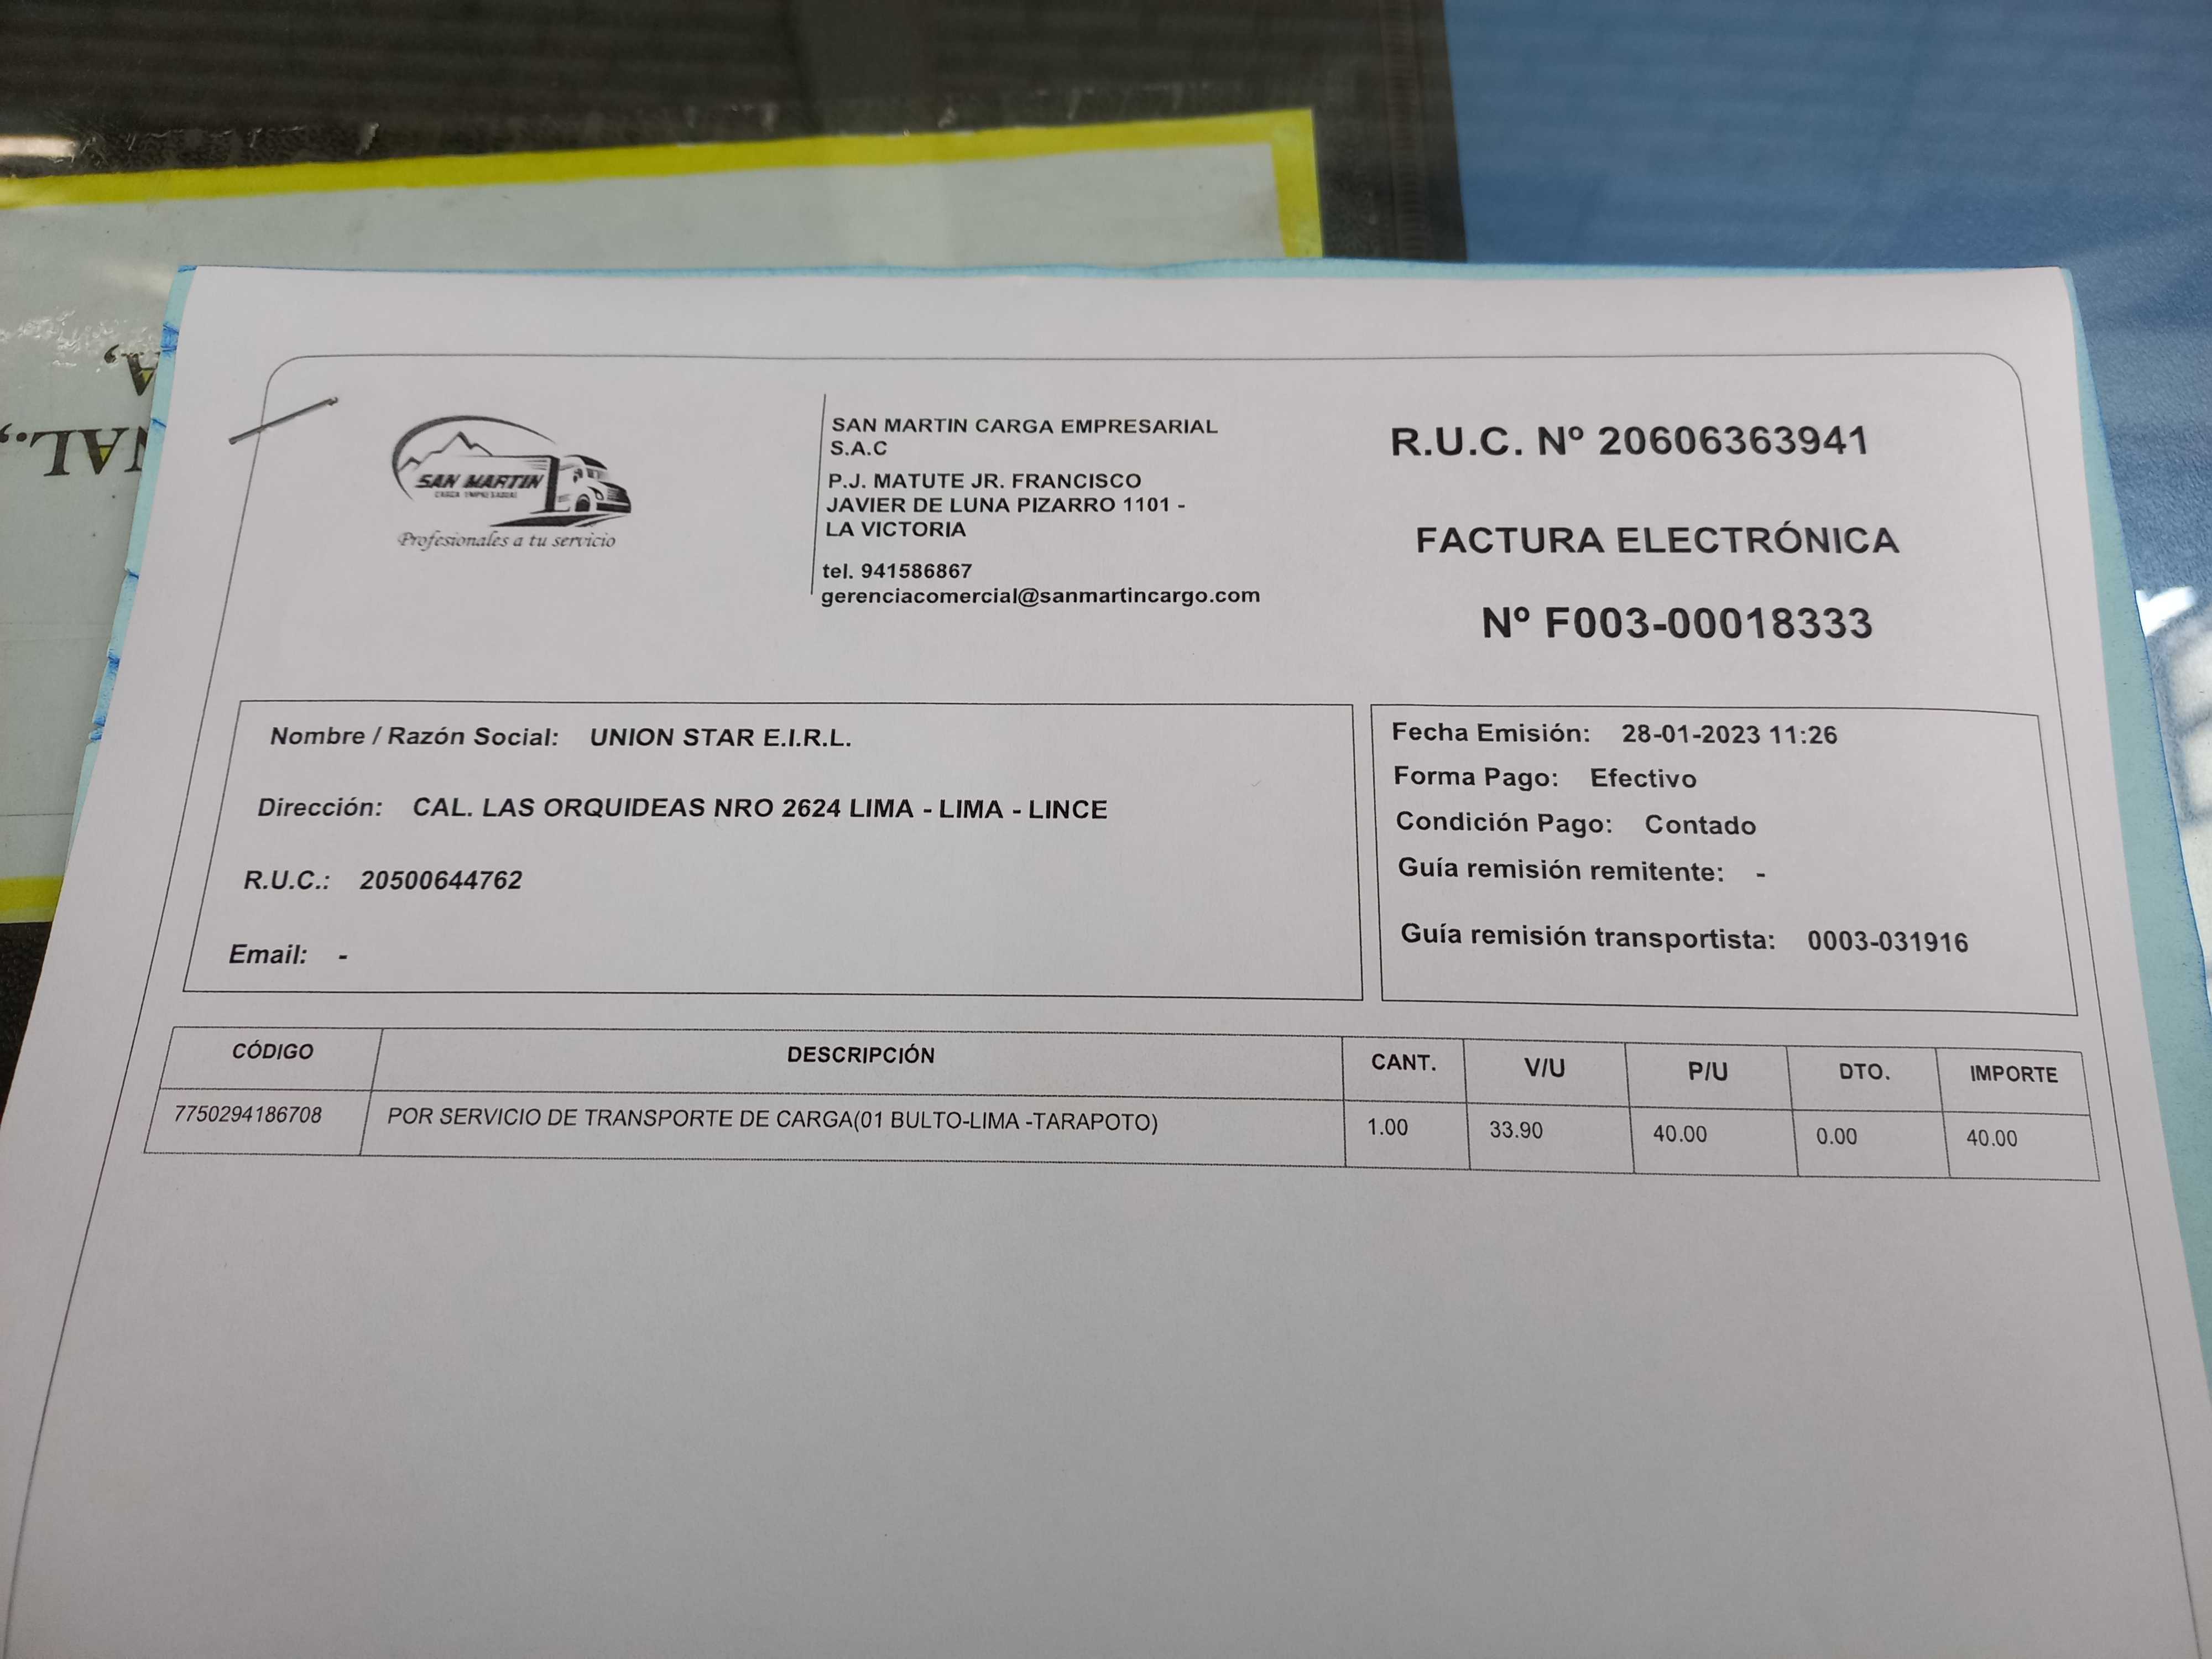 SAN MARTIN
CARGA EMPRESARIAL
Profesionales a tu servicio
SAN MARTIN CARGA EMPRESARIAL
S.A.C
P.J. MATUTE JR. FRANCISCO
JAVIER DE LUNA PIZARRO 1101 -
LA VICTORIA
tel. 941586867
gerenciacomercial@sanmartincargo.com
R.U.C. Nº 20606363941
FACTURA ELECTRÓNICA
Nº F003-00018333
Nombre / Razón Social: UNION STAR E.I.R.L.
Dirección: CAL. LAS ORQUIDEAS NRO 2624 LIMA - LIMA - LINCE
R.U.C.: 20500644762
Email: -
Fecha Emisión: 28-01-2023 11:26
Forma Pago: Efectivo
Condición Pago: Contado
Guía remisión remitente: -
Guía remisión transportista: 0003-031916
CÓDIGO DESCRIPCIÓN CANT. V/U P/U DTO. IMPORTE
7750294186708 POR SERVICIO DE TRANSPORTE DE CARGA(01 BULTO-LIMA -TARAPOTO) 1.00 33.90 40.00 0.00 40.00